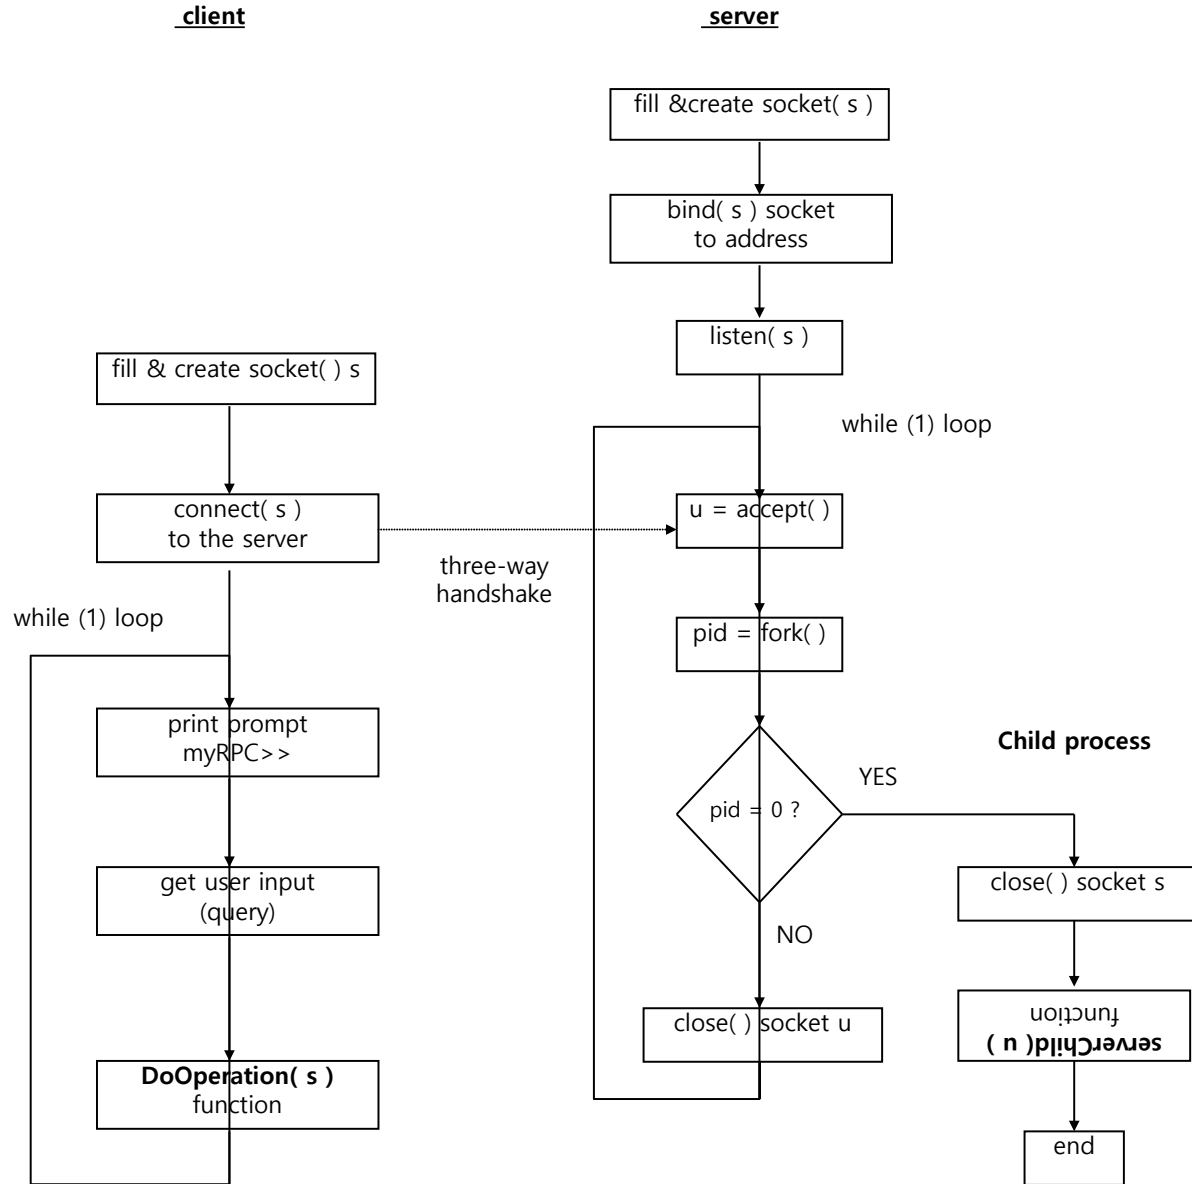 client
server
fill &create socket( s )
bind( s ) socket
to address
listen( s )
fill & create socket( ) s
while (1) loop
connect( s )
to the server
u = accept( )
three-way
handshake
while (1) loop
pid = fork( )
print prompt
myRPC>>
Child process
YES
pid = 0 ?
get user input
(query)
close( ) socket s
NO
serverChild( u )
function
close( ) socket u
DoOperation( s )
function
end